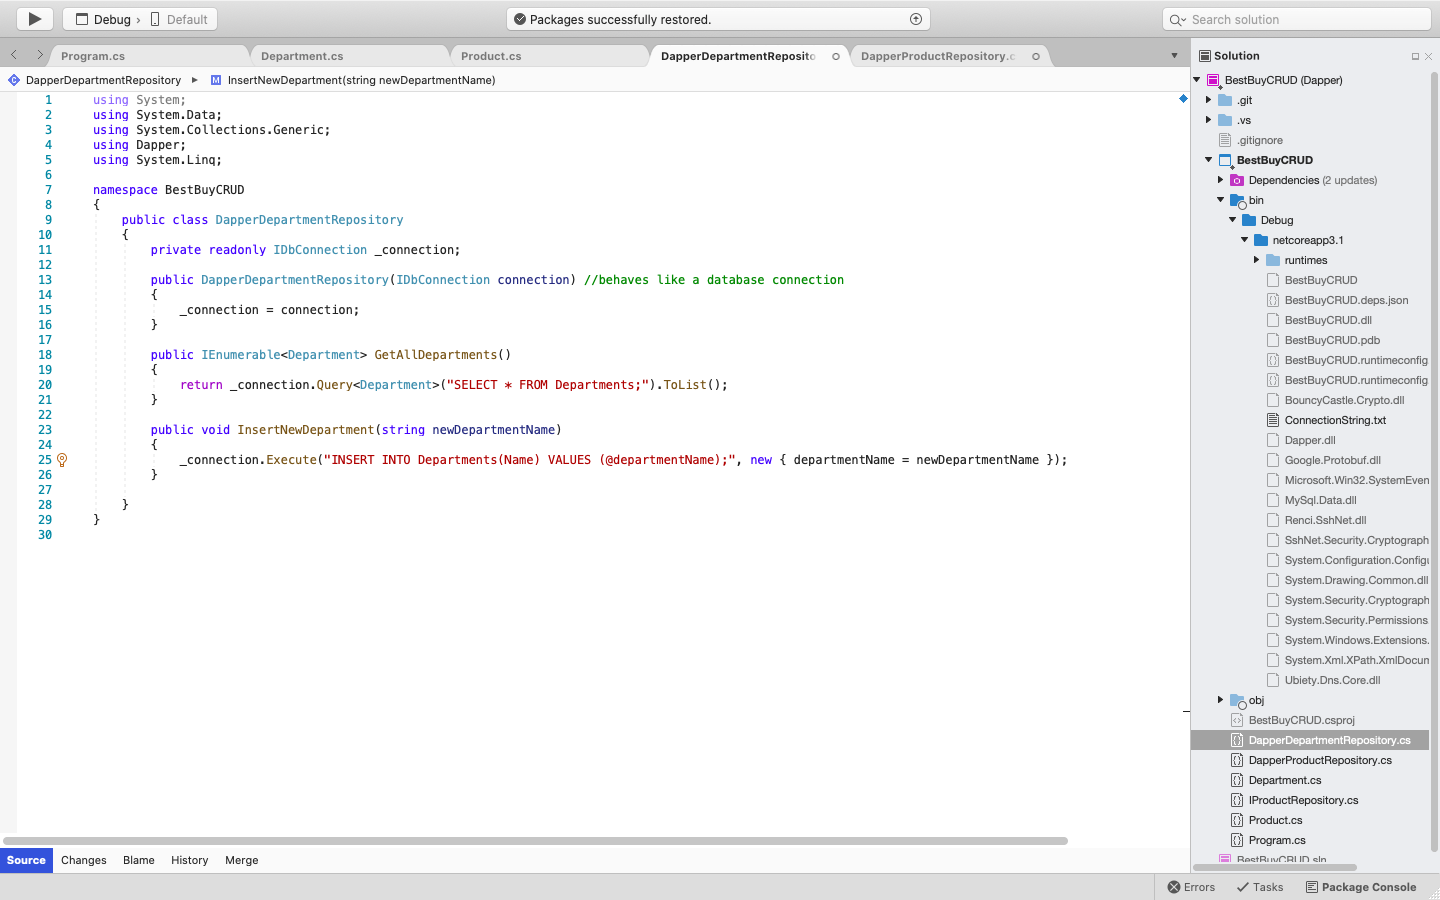 Debug › Default
Packages successfully restored.
Search solution
Program.cs
Department.cs
Product.cs
DapperDepartmentReposito
DapperProductRepository.c
DapperDepartmentRepository
M InsertNewDepartment(string newDepartmentName)
1 using System;
2 using System.Data;
3 using System.Collections.Generic;
4 using Dapper;
5 using System.Linq;
6
7 namespace BestBuyCRUD
8 {
9 public class DapperDepartmentRepository
10 {
11 private readonly IDbConnection _connection;
12
13 public DapperDepartmentRepository(IDbConnection connection) //behaves like a database connection
14 {
15 _connection = connection;
16 }
17
18 public IEnumerable<Department> GetAllDepartments()
19 {
20 return _connection.Query<Department>("SELECT * FROM Departments;").ToList();
21 }
22
23 public void InsertNewDepartment(string newDepartmentName)
24 {
25 _connection.Execute("INSERT INTO Departments(Name) VALUES (@departmentName);", new { departmentName = newDepartmentName });
26 }
27
28 }
29 }
30
Source Changes Blame History Merge
Solution
BestBuyCRUD (Dapper)
.git
.vs
.gitignore
BestBuyCRUD
Dependencies (2 updates)
bin
Debug
netcoreapp3.1
runtimes
BestBuyCRUD
BestBuyCRUD.deps.json
BestBuyCRUD.dll
BestBuyCRUD.pdb
BestBuyCRUD.runtimeconfig
BestBuyCRUD.runtimeconfig
BouncyCastle.Crypto.dll
ConnectionString.txt
Dapper.dll
Google.Protobuf.dll
Microsoft.Win32.SystemEven
MySql.Data.dll
Renci.SshNet.dll
SshNet.Security.Cryptograph
System.Configuration.Config
System.Drawing.Common.dll
System.Security.Cryptograph
System.Security.Permissions
System.Windows.Extensions.
System.Xml.XPath.XmlDocum
Ubiety.Dns.Core.dll
obj
BestBuyCRUD.csproj
DapperDepartmentRepository.cs
DapperProductRepository.cs
Department.cs
IProductRepository.cs
Product.cs
Program.cs
BestBuyCRUD.sln
Errors Tasks Package Console